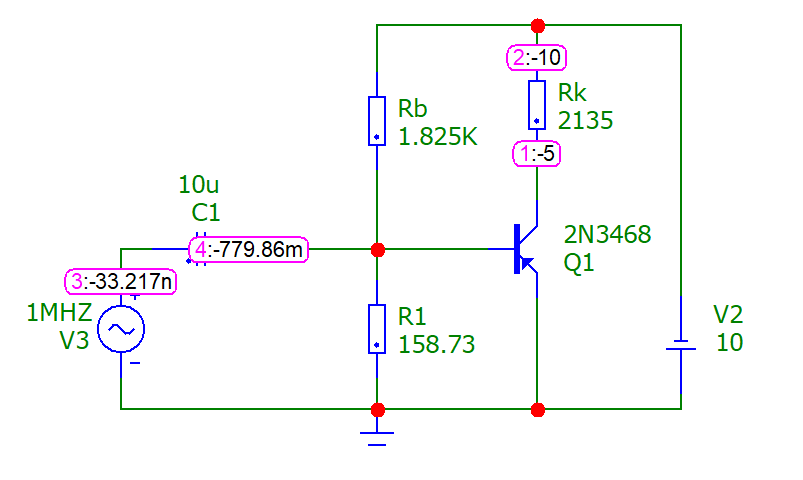 2:-10
Rk
2135
Rb
1.825K
1:-5
10u
C1
4:-779.86m
2N3468
Q1
3:-33.217n
1MHZ
V3
R1
158.73
V2
10